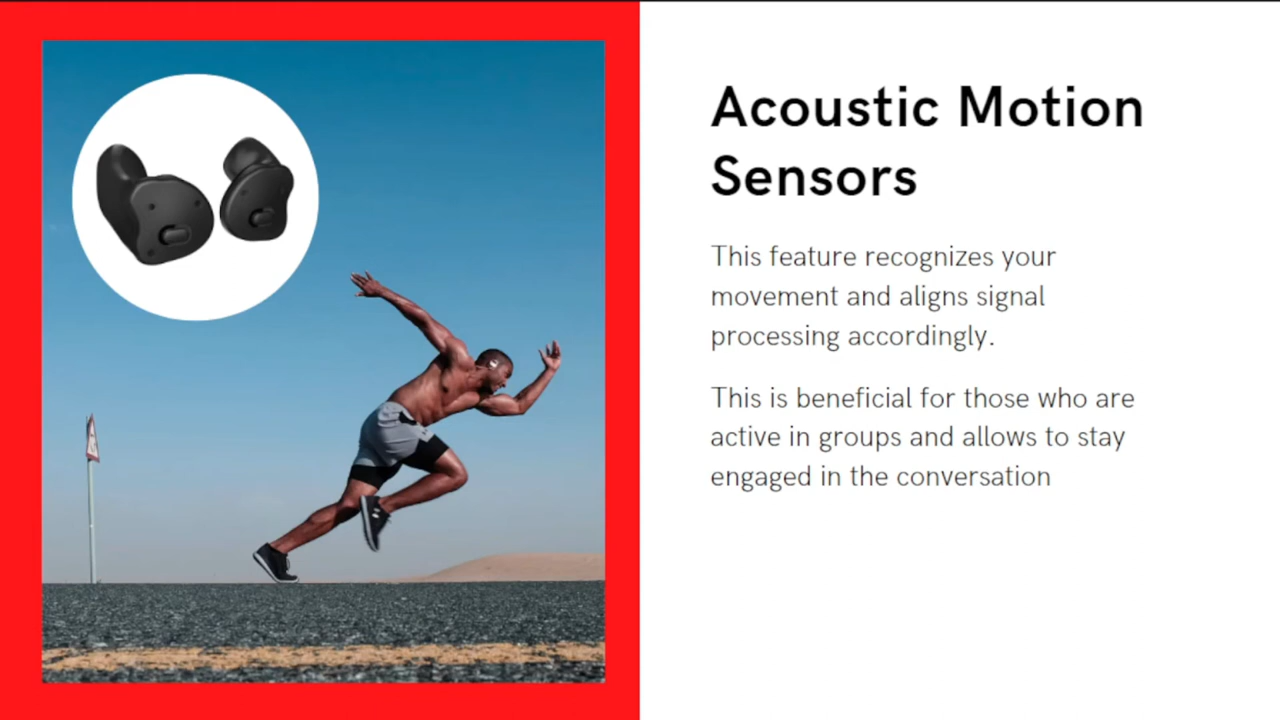 Acoustic Motion
Sensors
This feature recognizes your
movement and aligns signal
processing accordingly.
This is beneficial for those who are
active in groups and allows to stay
engaged in the conversation